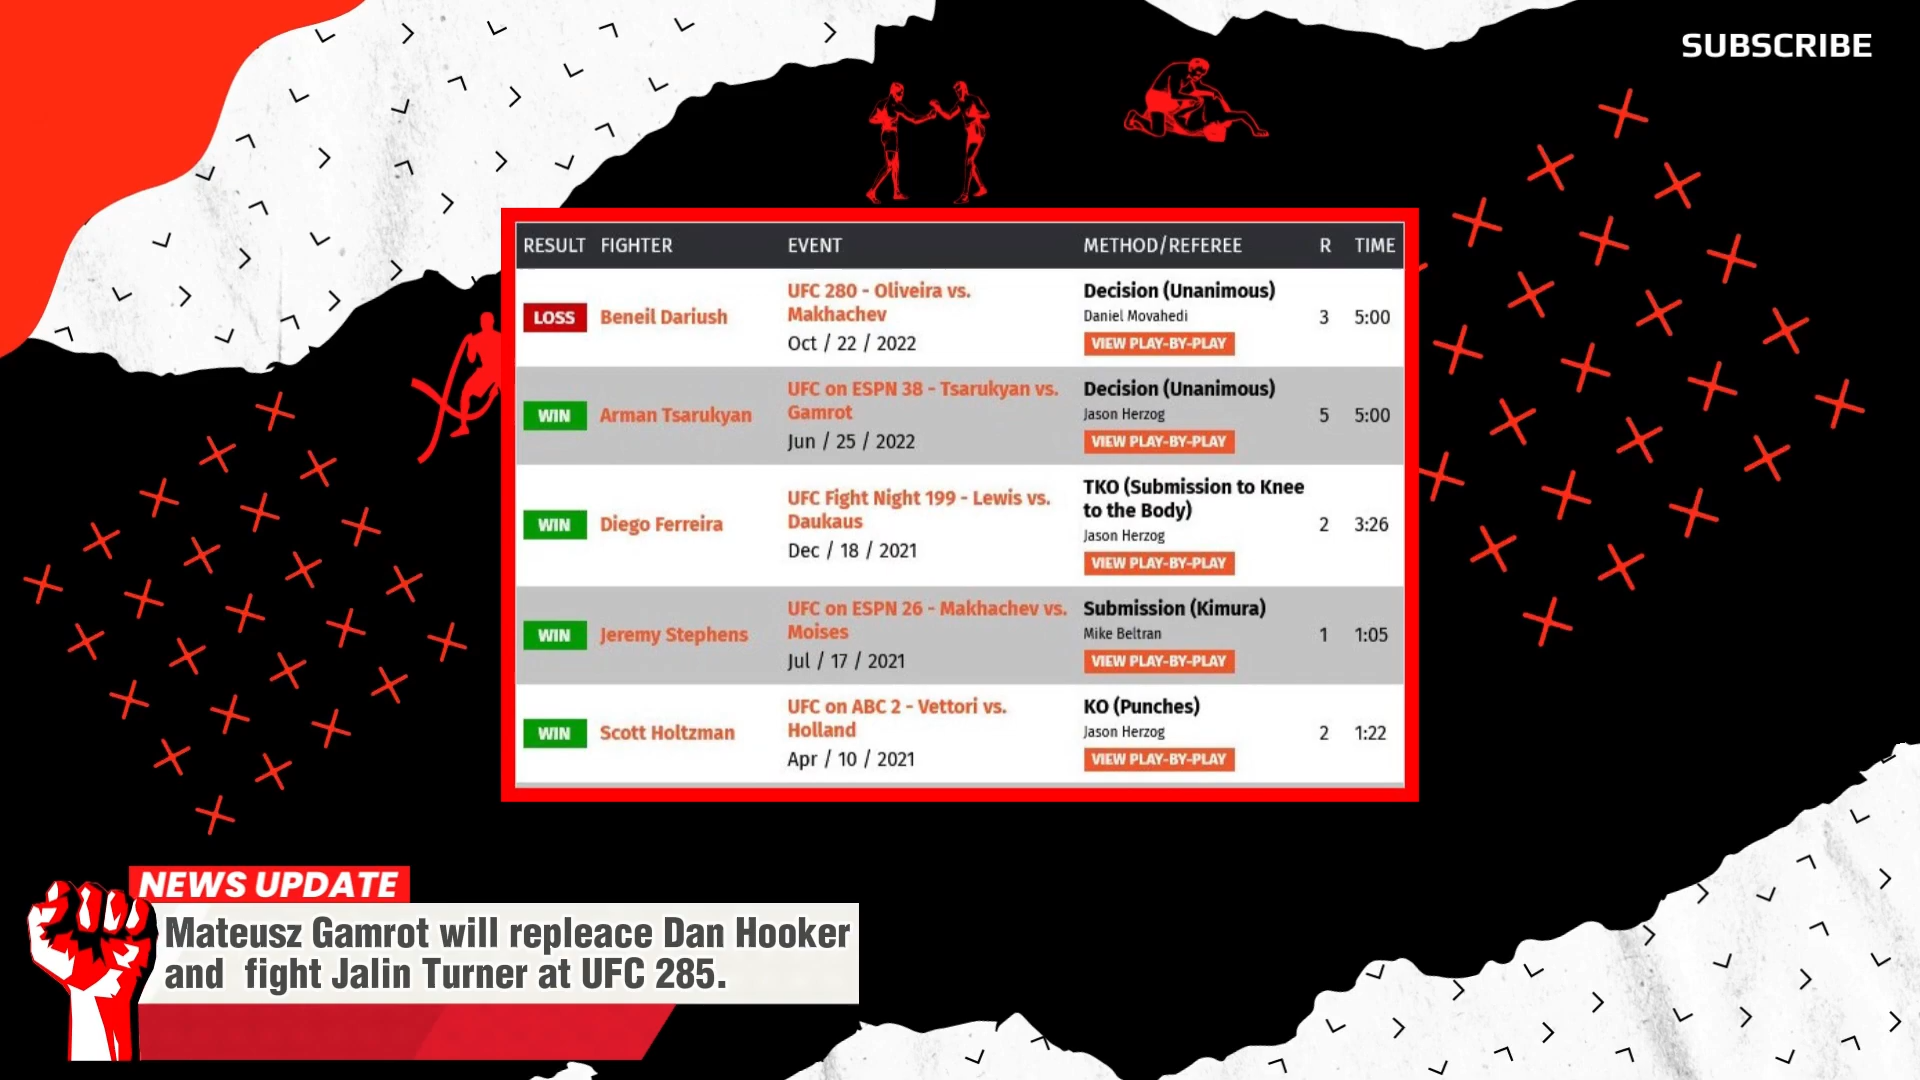 SUBSCRIBE
RESULT FIGHTER EVENT METHOD/REFEREE R TIME
LOSS Beneil Dariush
UFC 280 - Oliveira vs.
Makhachev
Oct / 22 / 2022
Decision (Unanimous)
Daniel Movahedi
VIEW PLAY-BY-PLAY
3 5:00
WIN Arman Tsarukyan
UFC on ESPN 38 - Tsarukyan vs.
Gamrot
Jun / 25 / 2022
Decision (Unanimous)
Jason Herzog
VIEW PLAY-BY-PLAY
5 5:00
WIN Diego Ferreira
UFC Fight Night 199 - Lewis vs.
Daukaus
Dec / 18 / 2021
TKO (Submission to Knee
to the Body)
Jason Herzog
VIEW PLAY-BY-PLAY
2 3:26
WIN Jeremy Stephens
UFC on ESPN 26 - Makhachev vs.
Moises
Jul / 17 / 2021
Submission (Kimura)
Mike Beltran
VIEW PLAY-BY-PLAY
1 1:05
WIN Scott Holtzman
UFC on ABC 2 - Vettori vs.
Holland
Apr / 10 / 2021
KO (Punches)
Jason Herzog
VIEW PLAY-BY-PLAY
2 1:22
NEWS UPDATE
Mateusz Gamrot will repleace Dan Hooker
and fight Jalin Turner at UFC 285.